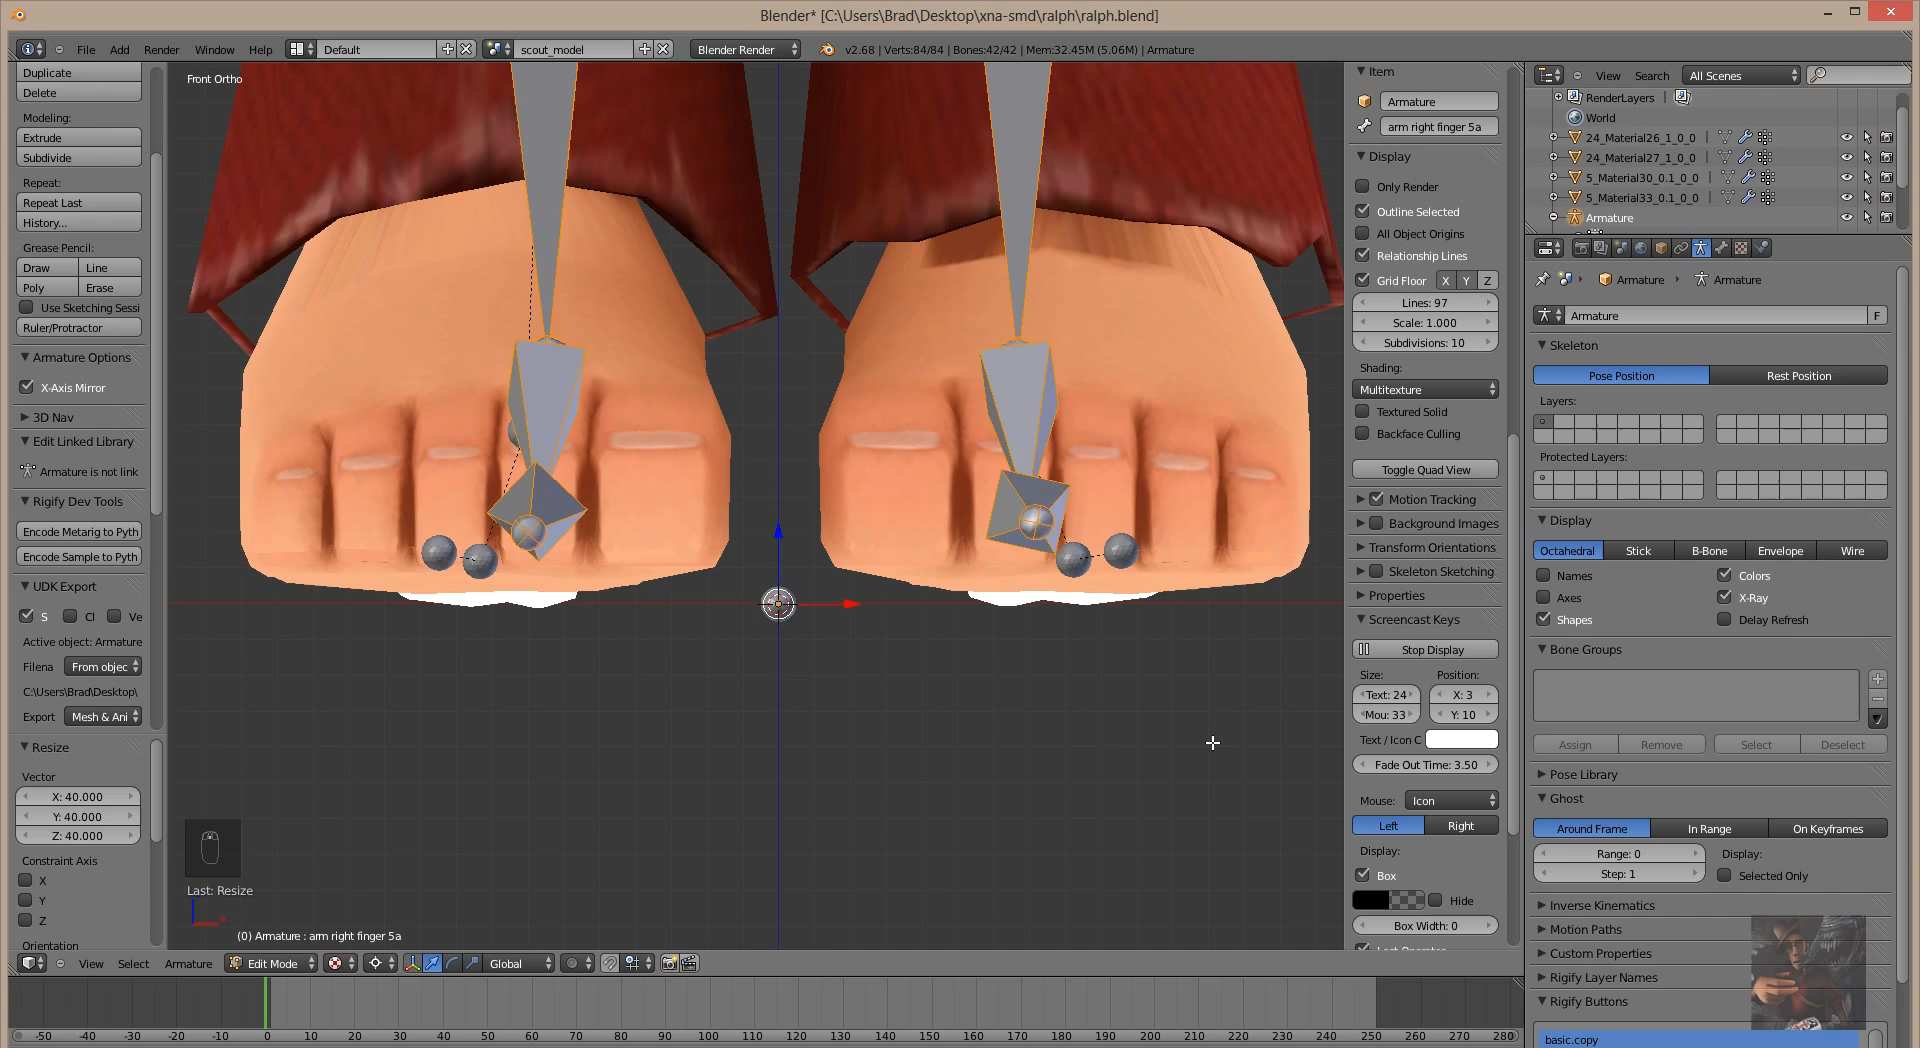 Blender* [C:\Users\Brad\Desktop\xna-smd\ralph\ralph.blend]
File Add Render Window Help Default scout_model Blender Render v2.68 | Verts:84/84 | Bones:42/42 | Mem:32.45M (5.06M) | Armature
Duplicate
Delete
Modeling:
Extrude
Subdivide
Repeat:
Repeat Last
History...
Grease Pencil:
Draw Line
Poly Erase
Use Sketching Sessi
Ruler/Protractor
Armature Options
X-Axis Mirror
3D Nav
Edit Linked Library
Armature is not link
Rigify Dev Tools
Encode Metarig to Pyth
Encode Sample to Pyth
UDK Export
S Cl Ve
Active object: Armature
Filena From objec
C:\Users\Brad\Desktop\
Export Mesh & Ani
Resize
Vector
X: 40.000
Y: 40.000
Z: 40.000
Constraint Axis
X
Y
Z
Orientation
Front Ortho
Last: Resize
(0) Armature : arm right finger 5a
View Select Armature Edit Mode Global
-50 -40 -30 -20 -10 0 10 20 30 40 50 60 70 80 90 100 110 120 130 140 150 160 170 180 190 200 210 220 230 240 250 260 270 280
Item
Armature
arm right finger 5a
Display
Only Render
Outline Selected
All Object Origins
Relationship Lines
Grid Floor X Y Z
Lines: 97
Scale: 1.000
Subdivisions: 10
Shading:
Multitexture
Textured Solid
Backface Culling
Toggle Quad View
Motion Tracking
Background Images
Transform Orientations
Skeleton Sketching
Properties
Screencast Keys
Stop Display
Size: Position:
Text: 24 X: 3
Mou: 33 Y: 10
Text / Icon C
Fade Out Time: 3.50
Mouse: Icon
Left Right
Display:
Box
Hide
Box Width: 0
View Search All Scenes
RenderLayers |
World
24_Material26_1_0_0
24_Material27_1_0_0
5_Material30_0.1_0_0
5_Material33_0.1_0_0
Armature
Armature Armature
Armature F
Skeleton
Pose Position Rest Position
Layers:
Protected Layers:
Display
Octahedral Stick B-Bone Envelope Wire
Names Colors
Axes X-Ray
Shapes Delay Refresh
Bone Groups
Assign Remove Select Deselect
Pose Library
Ghost
Around Frame In Range On Keyframes
Range: 0 Display:
Step: 1 Selected Only
Inverse Kinematics
Motion Paths
Custom Properties
Rigify Layer Names
Rigify Buttons
basic.copy